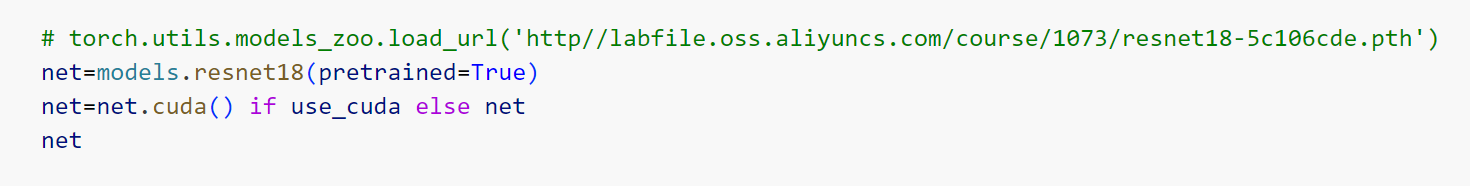 # torch.utils.models_zoo.load_url('http//labfile.oss.aliyuncs.com/course/1073/resnet18-5c106cde.pth')
net=models.resnet18(pretrained=True)
net=net.cuda() if use_cuda else net
net